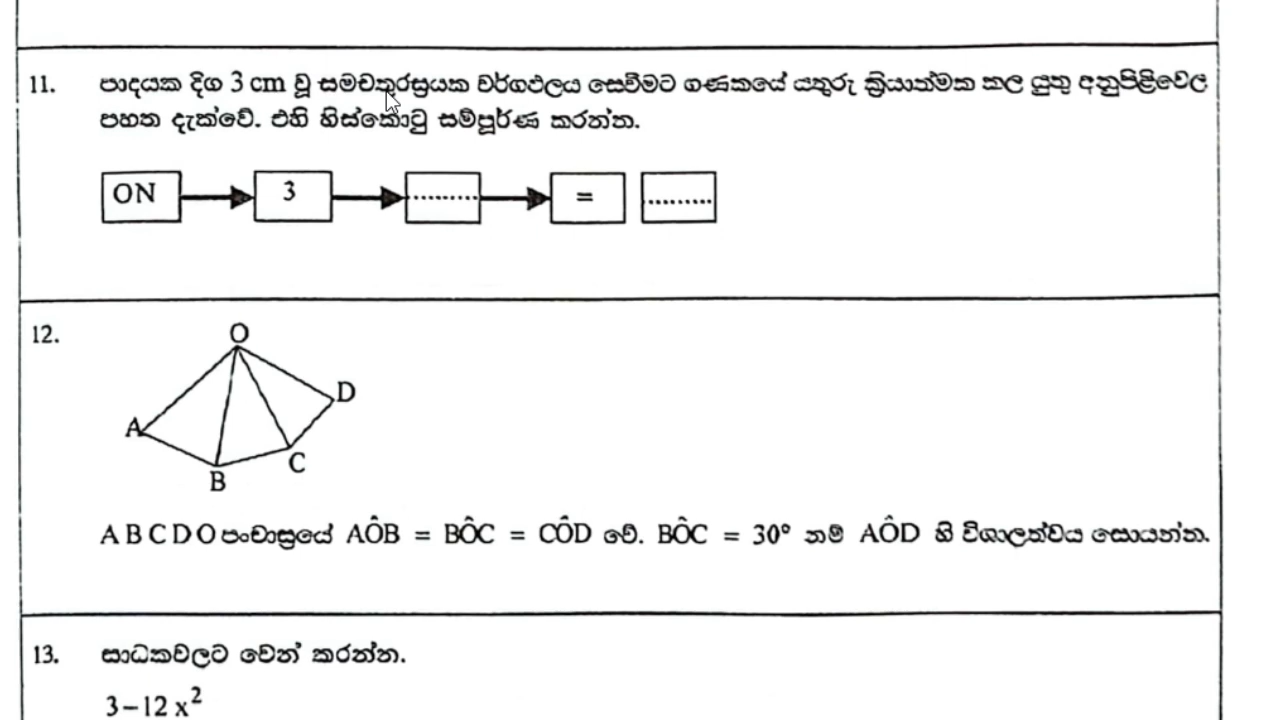 11. පාදයක දිග 3 cm වූ සමචතුරස්‍රයක වර්ගඵලය සෙවීමට ගණකයේ යතුරු ක්‍රියාත්මක කල යුතු අනුපිළිවෙල
පහත දැක්වේ. එහි හිස්කොටු සම්පූර්ණ කරන්න.
ON 3 .......... = ..........
12.
O
D
A
C
B
A B C D O පංචාස්‍රයේ AÔB = BÔC = CÔD වේ. BÔC = 30° නම් AÔD හි විශාලත්වය සොයන්න.
13. සාධකවලට වෙන් කරන්න.
3 – 12 x²